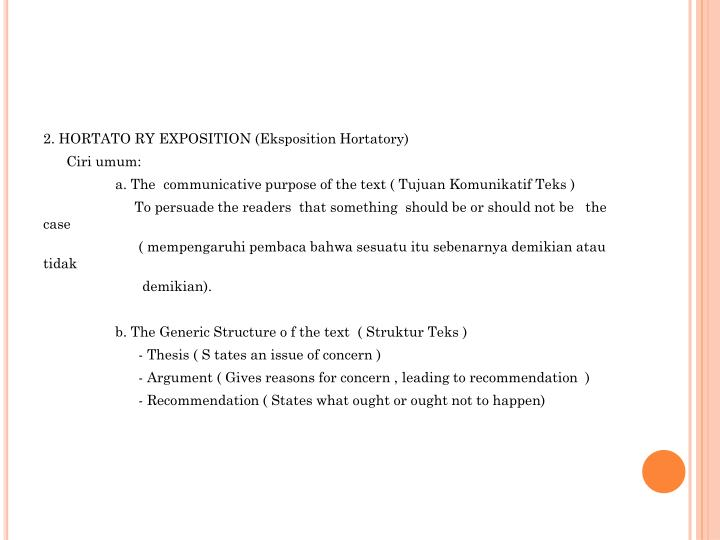 2. HORTATO RY EXPOSITION (Eksposition Hortatory)
Ciri umum:
a. The  communicative purpose of the text ( Tujuan Komunikatif Teks )
To persuade the readers  that something  should be or should not be   the
case
( mempengaruhi pembaca bahwa sesuatu itu sebenarnya demikian atau
tidak
demikian).
b. The Generic Structure o f the text  ( Struktur Teks )
- Thesis ( S tates an issue of concern )
- Argument ( Gives reasons for concern , leading to recommendation  )
- Recommendation ( States what ought or ought not to happen)